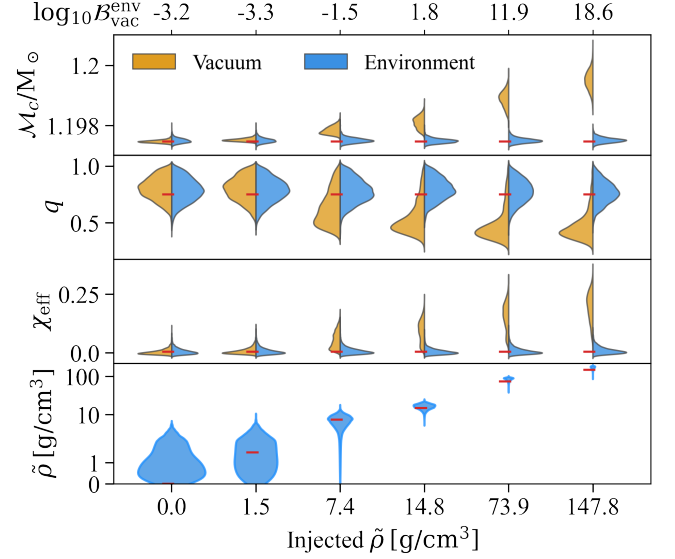 log₁₀ℬᵉⁿᵛᵥₐc -3.2 -3.3 -1.5 1.8 11.9 18.6
Vacuum Environment
ℳ_c/M_⊙
1.2
1.198
q
1.0
0.5
χ_eff
0.25
0.0
ρ̃ [g/cm³]
100
10
1
0
0.0 1.5 7.4 14.8 73.9 147.8
Injected ρ̃ [g/cm³]